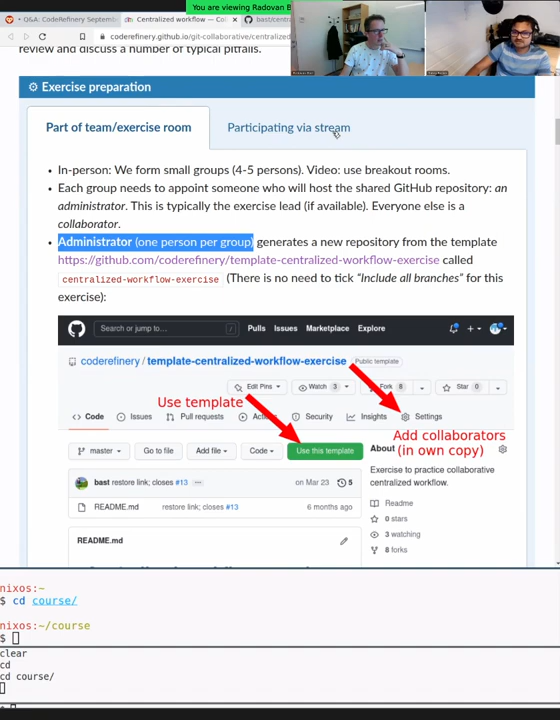 You are viewing Radovan B
Q&A: CodeRefinery Septemb
Centralized workflow — Co
bast/centr
coderefinery.github.io/git-collaborative/centralized
review and discuss a number of typical pitfalls.
Exercise preparation
Part of team/exercise room
Participating via stream
In-person: We form small groups (4-5 persons). Video: use breakout rooms.
Each group needs to appoint someone who will host the shared GitHub repository: an
administrator. This is typically the exercise lead (if available). Everyone else is a
collaborator.
Administrator (one person per group) generates a new repository from the template
https://github.com/coderefinery/template-centralized-workflow-exercise called
centralized-workflow-exercise (There is no need to tick "Include all branches" for this
exercise):
Search or jump to... /
Pulls Issues Marketplace Explore
coderefinery / template-centralized-workflow-exercise Public template
Edit Pins Watch 3 Fork 8 Star 0
Use template
Code Issues Pull requests Security Insights Settings
Add collaborators
(in own copy)
master Go to file Add file Code Use this template
About
Exercise to practice collaborative
centralized workflow.
bast restore link; closes #13 on Mar 23 5
README.md restore link; closes #13 6 months ago
Readme
0 stars
3 watching
8 forks
README.md
nixos:~
$ cd course/
nixos:~/course
$
clear
cd
cd course/